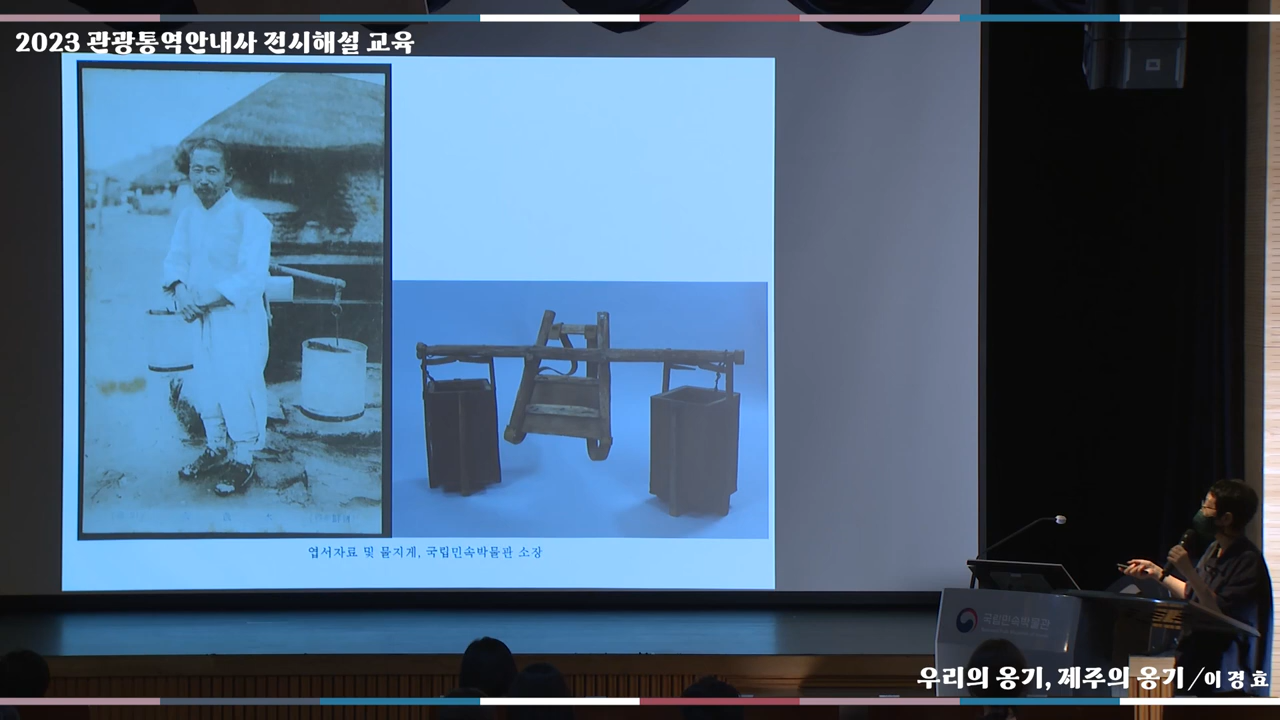 2023 관광통역안내사 전시해설 교육
엽서자료 및 물지게, 국립민속박물관 소장
국립민속박물관
우리의 옹기, 제주의 옹기/이경효